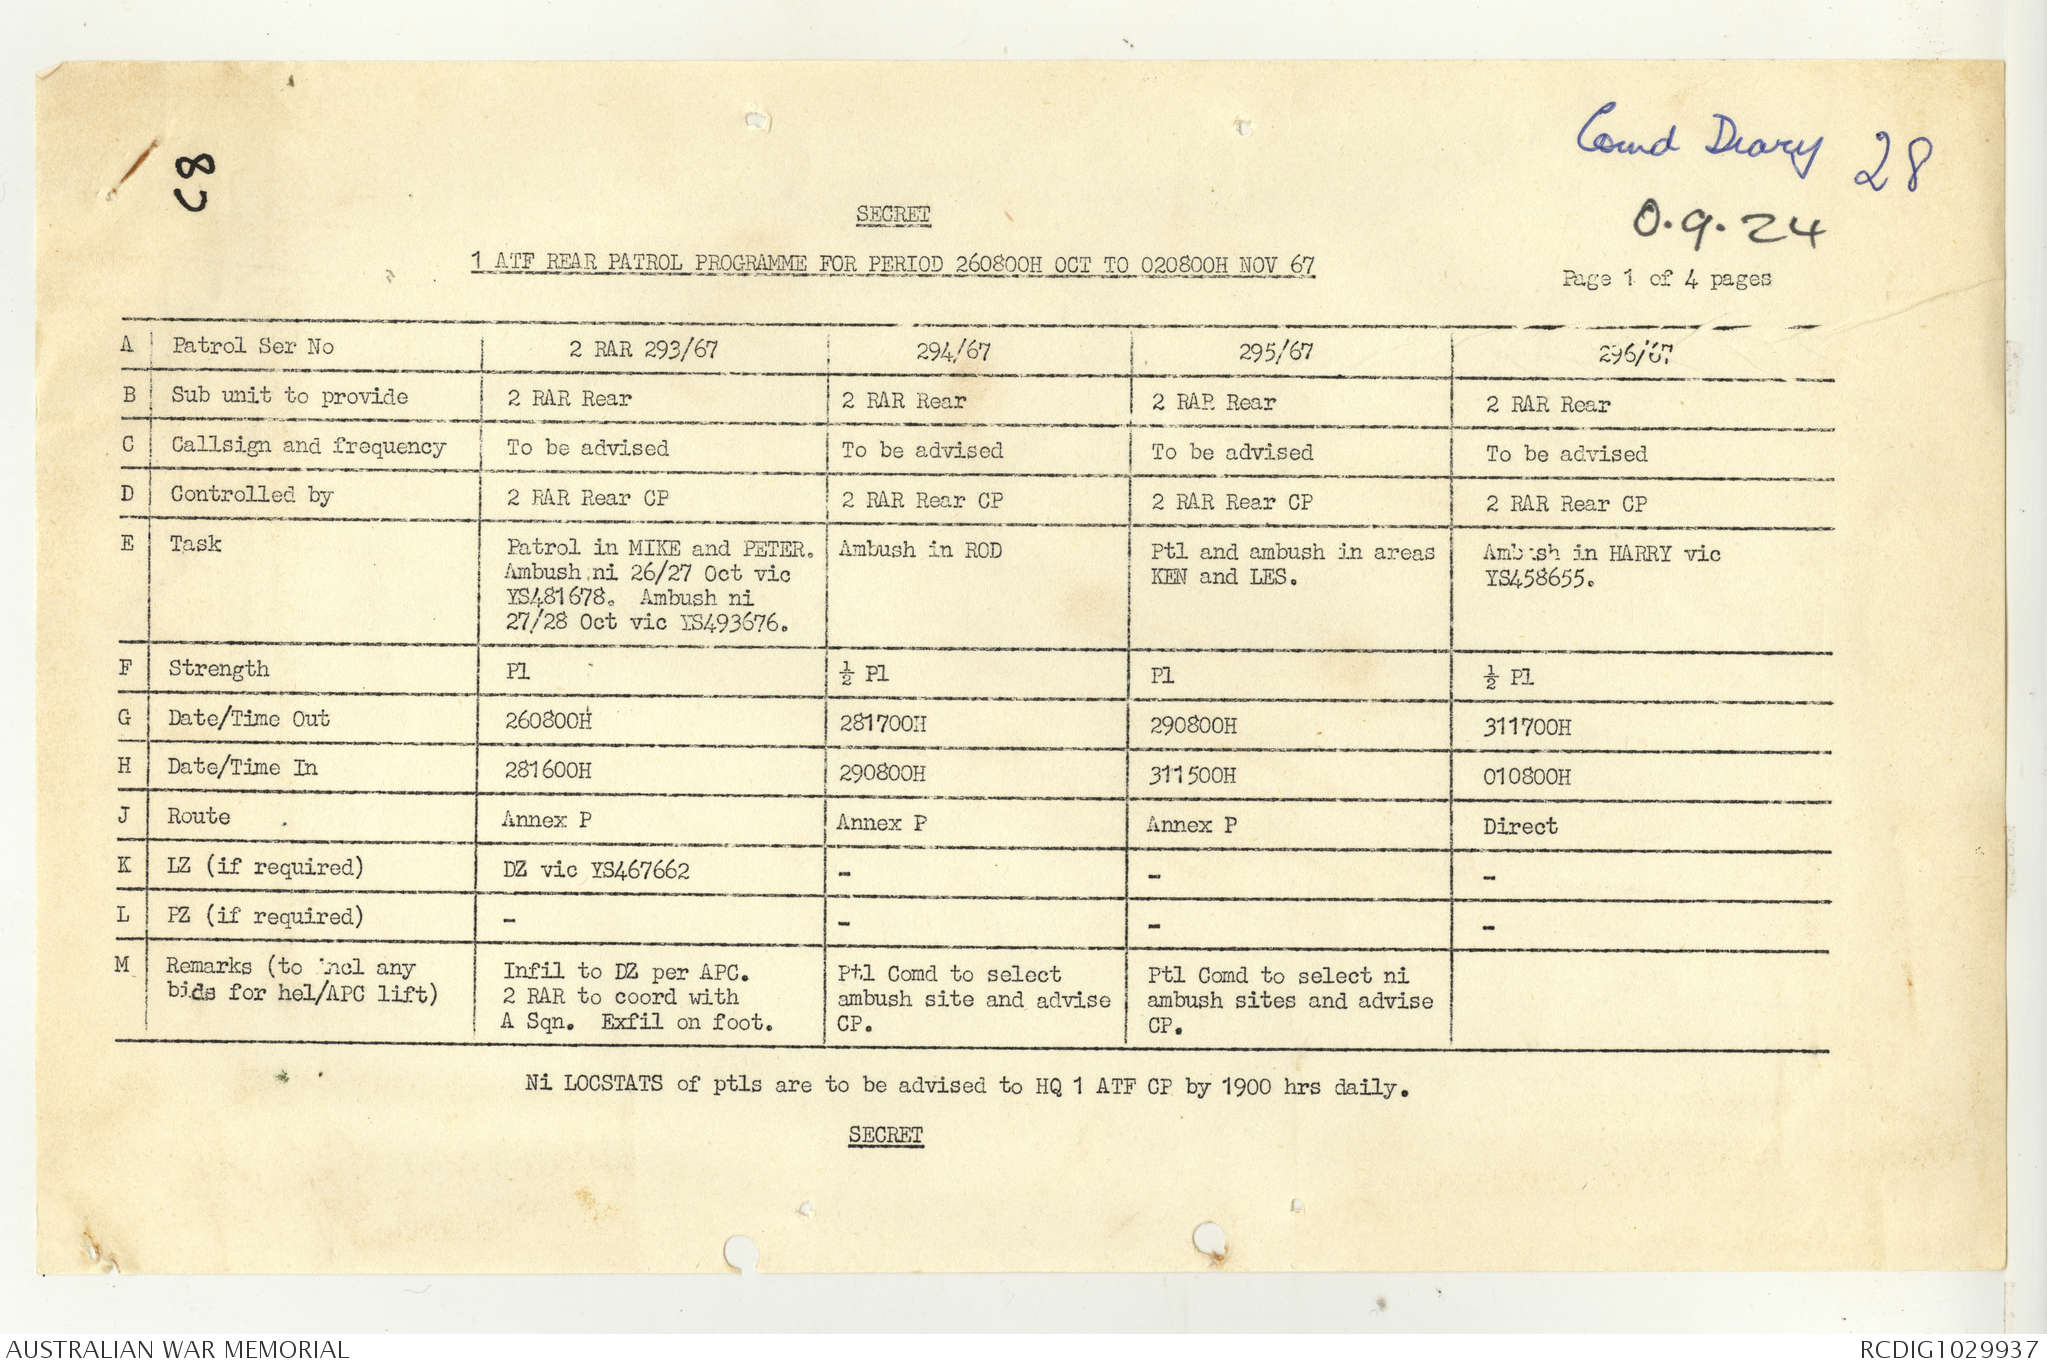 Comd Diary 28
87
0.9.24
SECRET
1 ATF REAR PATROL PROGRAMME FOR PERIOD 260800H OCT TO 020800H NOV 67
Page 1 of 4 pages
A Patrol Ser No 2 RAR 293/67 294/67 295/67 296/67
B Sub unit to provide 2 RAR Rear 2 RAR Rear 2 RAR Rear 2 RAR Rear
C Callsign and frequency To be advised To be advised To be advised To be advised
D Controlled by 2 RAR Rear CP 2 RAR Rear CP 2 RAR Rear CP 2 RAR Rear CP
E Task Patrol in MIKE and PETER. Ambush in ROD Ptl and ambush in areas Ambush in HARRY vic
Ambush ni 26/27 Oct vic KEN and LES. YS458655.
YS481678. Ambush ni
27/28 Oct vic YS493676.
F Strength Pl ½ Pl Pl ½ Pl
G Date/Time Out 260800H 281700H 290800H 311700H
H Date/Time In 281600H 290800H 311500H 010800H
J Route Annex P Annex P Annex P Direct
K LZ (if required) DZ vic YS467662 - - -
L PZ (if required) - - - -
M Remarks (to incl any Infil to DZ per APC. Ptl Comd to select Ptl Comd to select ni
bids for hel/APC lift) 2 RAR to coord with ambush site and advise ambush sites and advise
A Sqn. Exfil on foot. CP. CP.
Ni LOCSTATS of ptls are to be advised to HQ 1 ATF CP by 1900 hrs daily.
SECRET
AUSTRALIAN WAR MEMORIAL RCDIG1029937